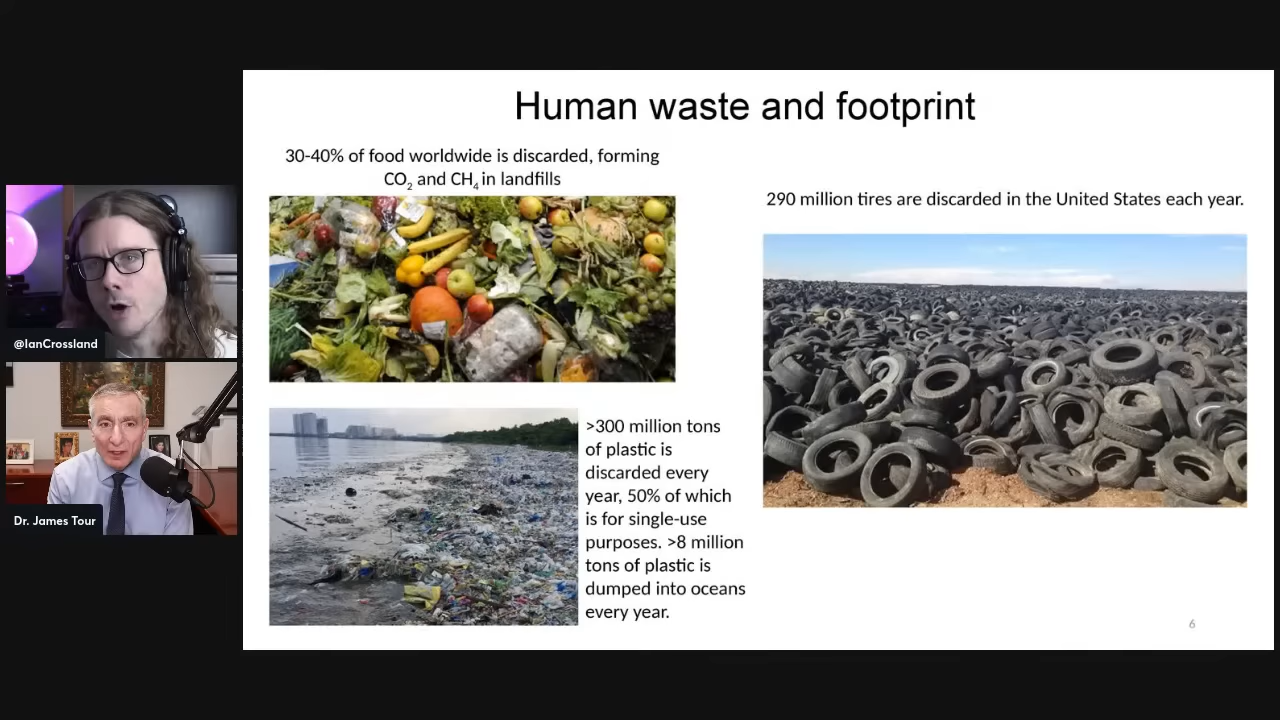 Human waste and footprint
30-40% of food worldwide is discarded, forming
CO₂ and CH₄ in landfills
290 million tires are discarded in the United States each year.
>300 million tons
of plastic is
discarded every
year, 50% of which
is for single-use
purposes. >8 million
tons of plastic is
dumped into oceans
every year.
6
@IanCrossland
Dr. James Tour